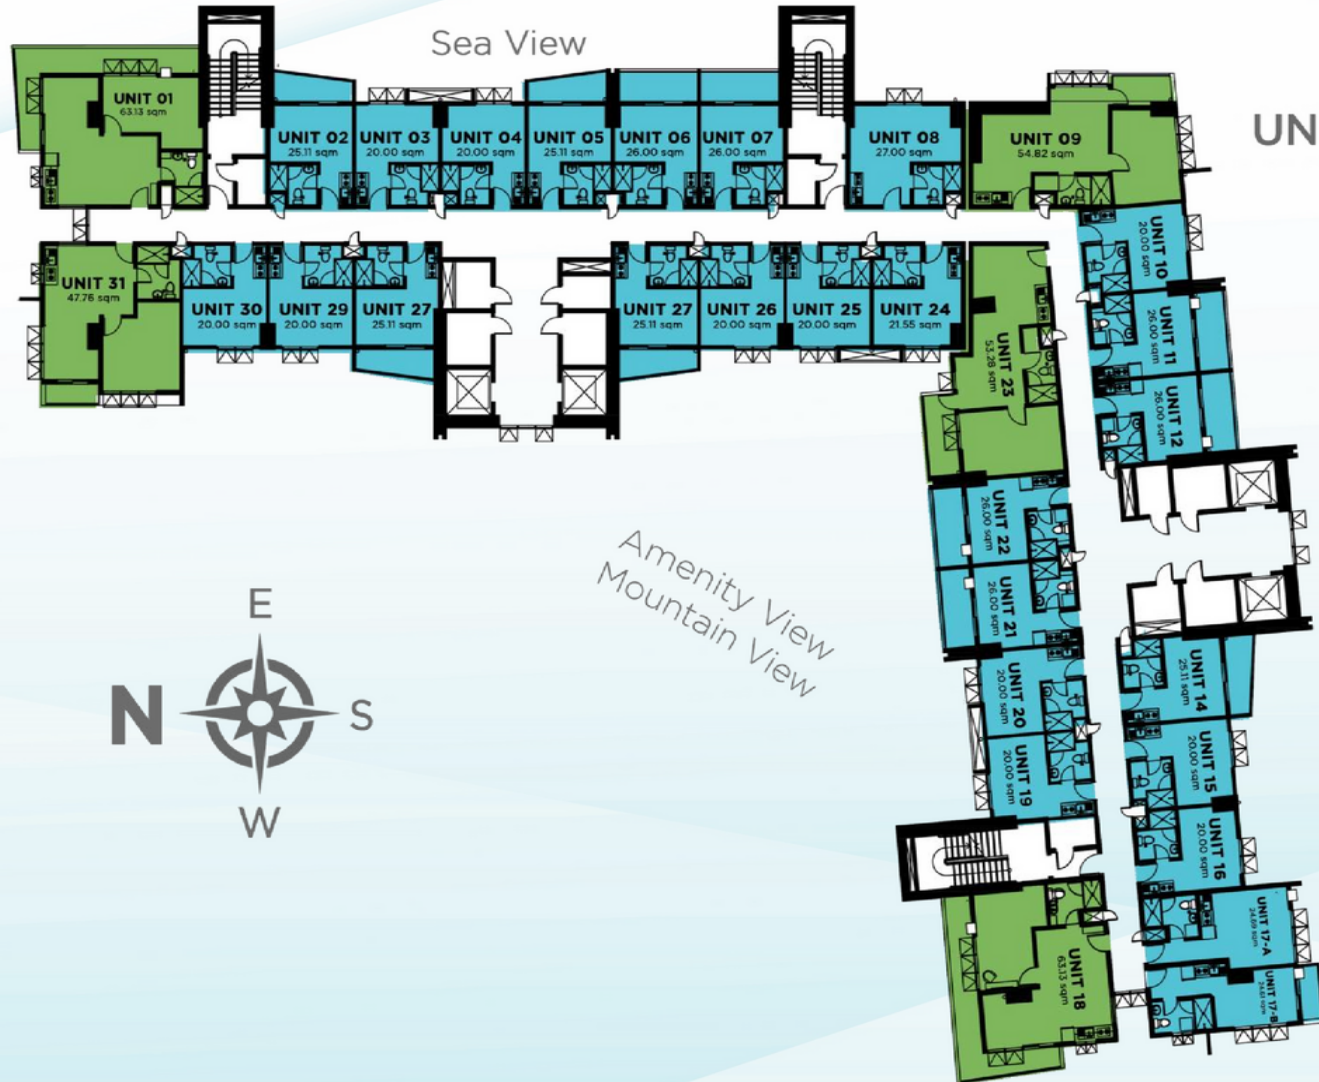 Sea View
UN
UNIT 01
63.13 sqm
UNIT 02
25.11 sqm
UNIT 03
20.00 sqm
UNIT 04
20.00 sqm
UNIT 05
25.11 sqm
UNIT 06
26.00 sqm
UNIT 07
26.00 sqm
UNIT 08
27.00 sqm
UNIT 09
54.82 sqm
UNIT 10
20.00 sqm
UNIT 11
26.00 sqm
UNIT 12
26.00 sqm
UNIT 31
47.76 sqm
UNIT 30
20.00 sqm
UNIT 29
20.00 sqm
UNIT 27
25.11 sqm
UNIT 27
25.11 sqm
UNIT 26
20.00 sqm
UNIT 25
20.00 sqm
UNIT 24
21.55 sqm
UNIT 23
53.28 sqm
UNIT 22
26.00 sqm
UNIT 21
26.00 sqm
UNIT 20
20.00 sqm
UNIT 19
20.00 sqm
UNIT 14
25.11 sqm
UNIT 15
20.00 sqm
UNIT 16
20.00 sqm
UNIT 17-A
24.69 sqm
UNIT 17-B
UNIT 18
63.13 sqm
Amenity View
Mountain View
E
N
S
W